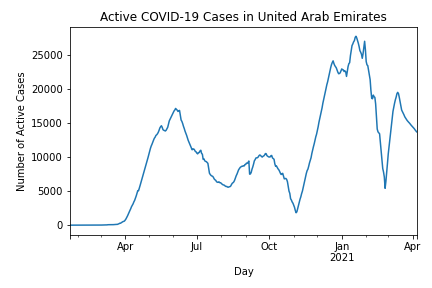 Active COVID-19 Cases in United Arab Emirates
Number of Active Cases
25000
20000
15000
10000
5000
0
Apr Jul Oct Jan Apr
2021
Day